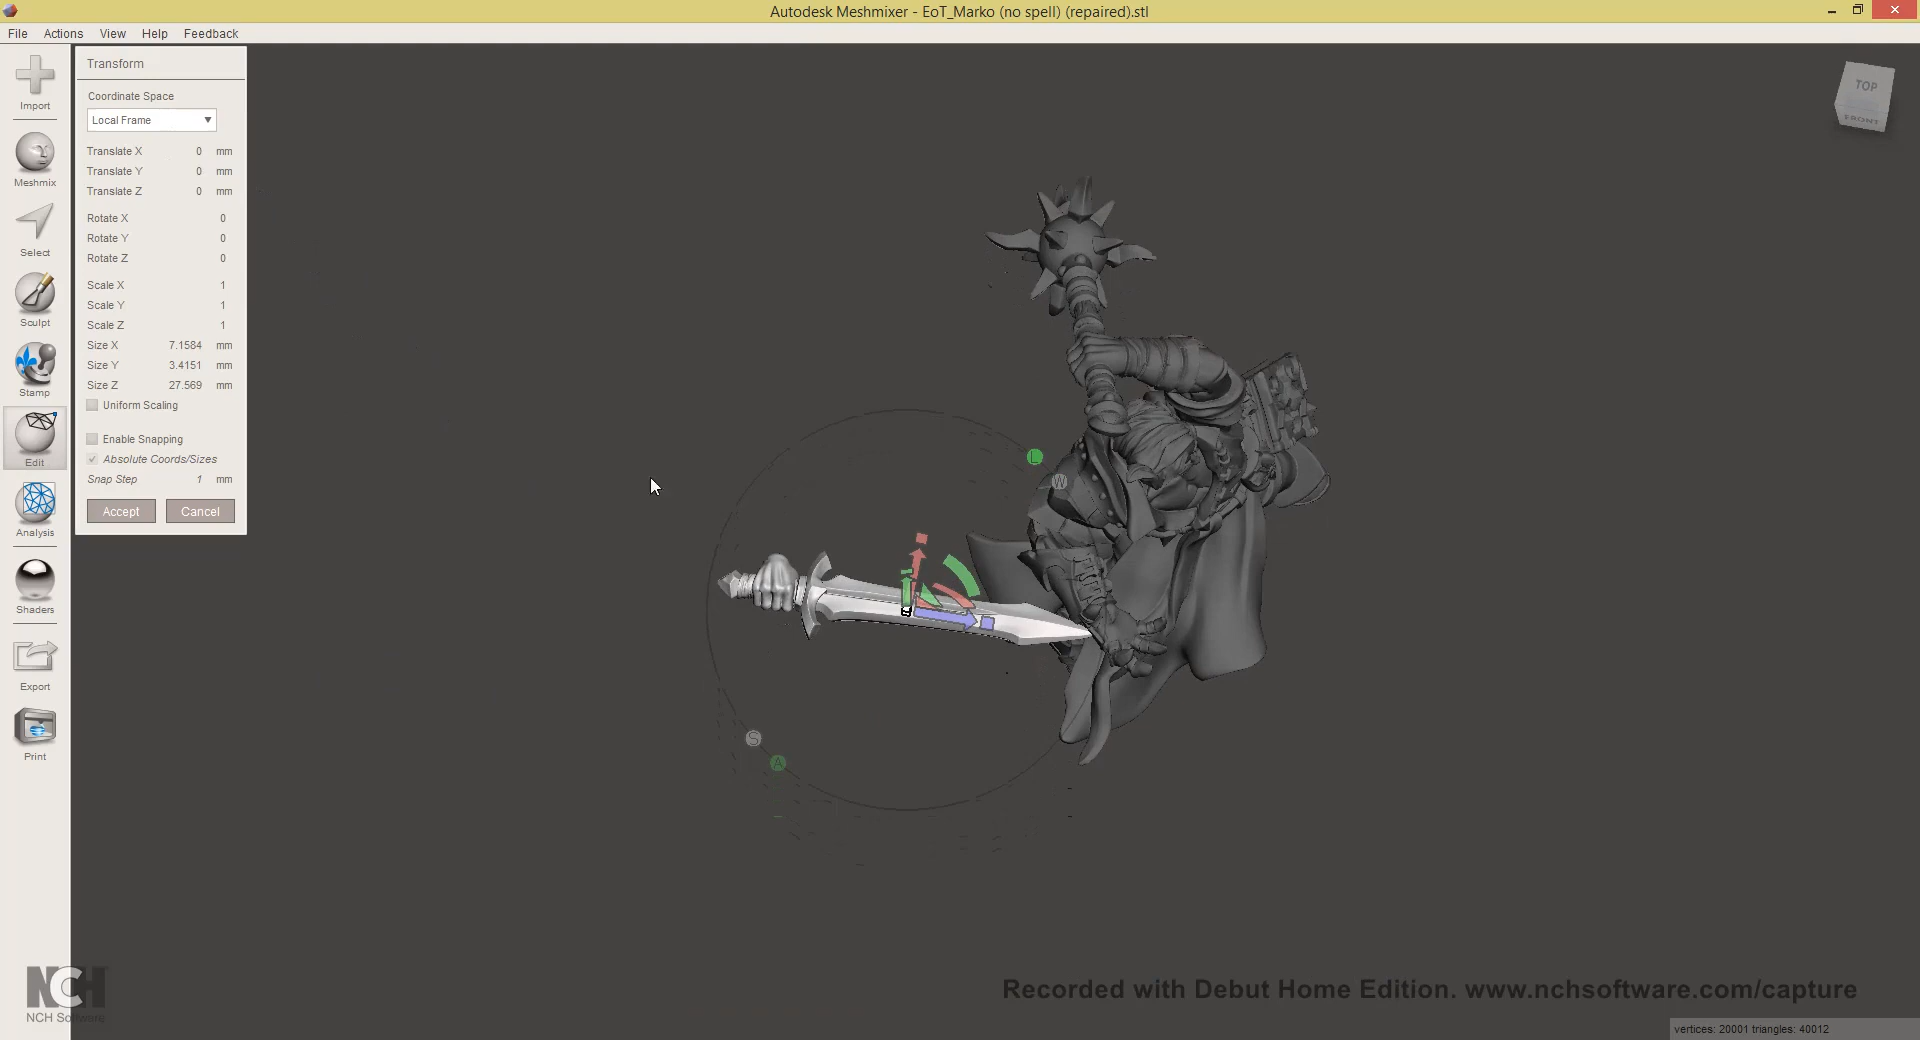 Autodesk Meshmixer - EoT_Marko (no spell) (repaired).stl
File Actions View Help Feedback
Import
Meshmix
Select
Sculpt
Stamp
Edit
Analysis
Shaders
Export
Print
Transform
Coordinate Space
Local Frame
Translate X 0 mm
Translate Y 0 mm
Translate Z 0 mm
Rotate X 0
Rotate Y 0
Rotate Z 0
Scale X 1
Scale Y 1
Scale Z 1
Size X 7.1584 mm
Size Y 3.4151 mm
Size Z 27.569 mm
Uniform Scaling
Enable Snapping
Absolute Coords/Sizes
Snap Step 1 mm
Accept Cancel
TOP
FRONT
L
W
S
A
NCH
NCH Software
Recorded with Debut Home Edition. www.nchsoftware.com/capture
vertices: 20001 triangles: 40012